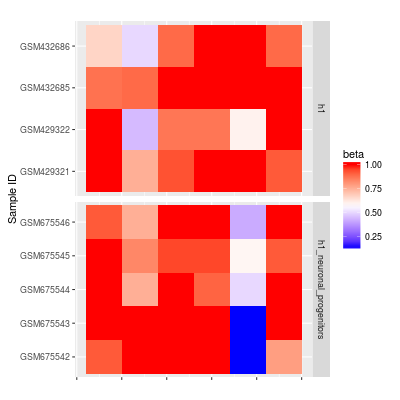 GSM432686
GSM432685
GSM429322
GSM429321
h1
GSM675546
GSM675545
GSM675544
GSM675543
GSM675542
h1_neuronal_progenitors
Sample ID
beta
1.00
0.75
0.50
0.25